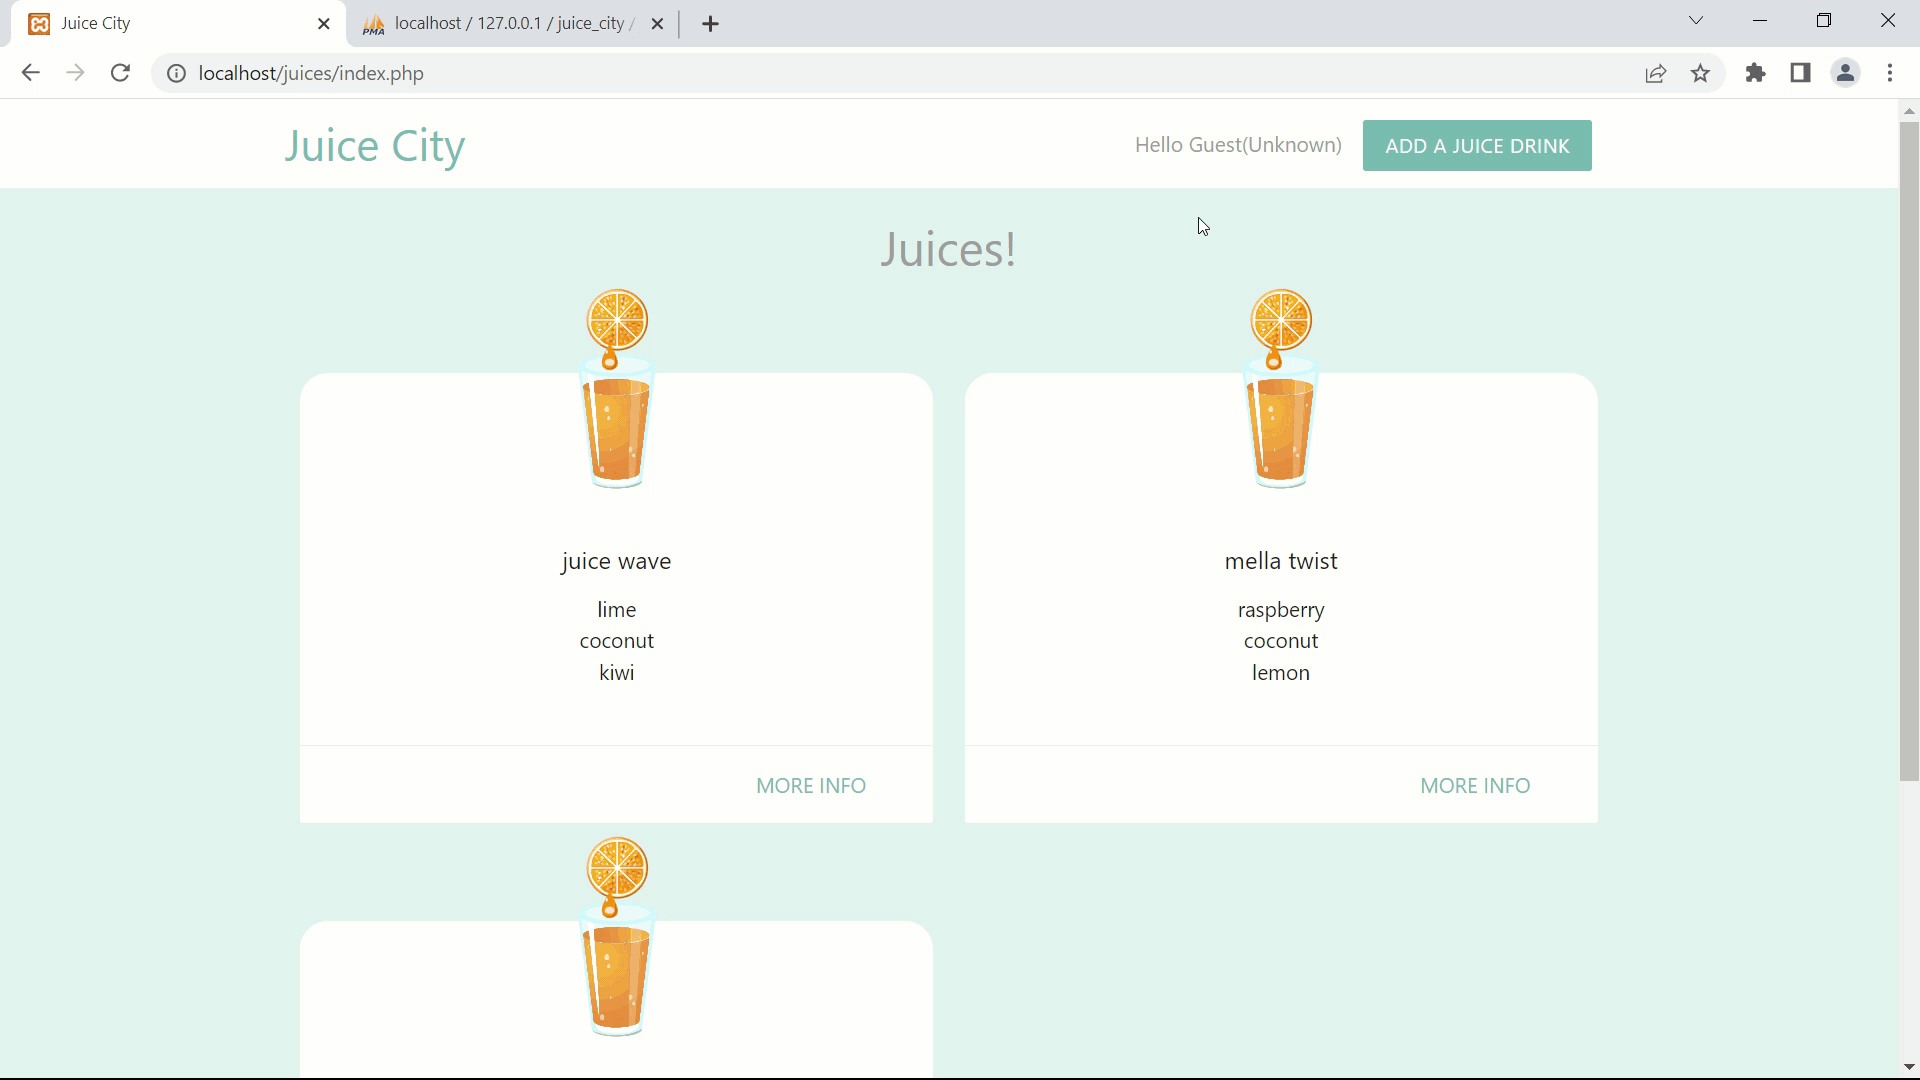 Juice City
localhost / 127.0.0.1 / juice_city /
localhost/juices/index.php
Juice City
Hello Guest(Unknown)
ADD A JUICE DRINK
Juices!
juice wave
lime
coconut
kiwi
MORE INFO
mella twist
raspberry
coconut
lemon
MORE INFO
PMA